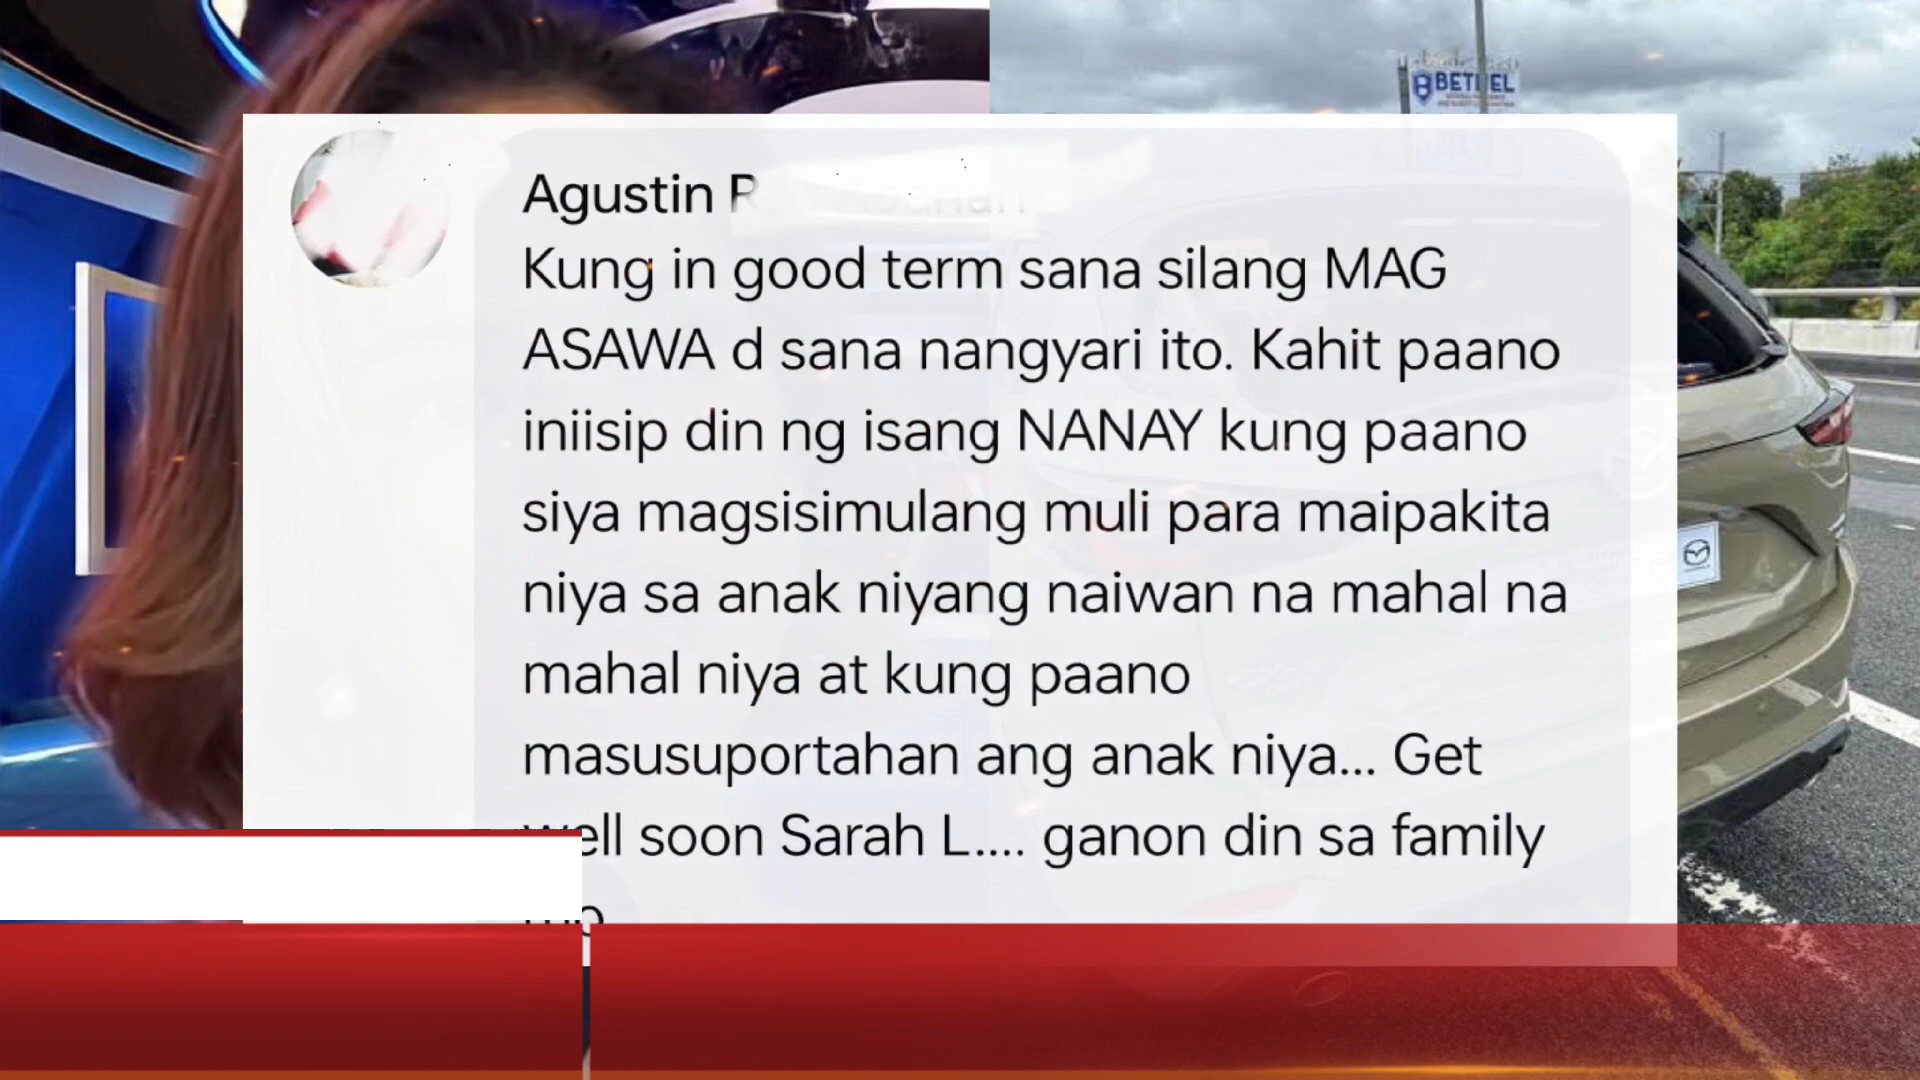 BETHEL
Agustin R
Kung in good term sana silang MAG
ASAWA d sana nangyari ito. Kahit paano
iniisip din ng isang NANAY kung paano
siya magsisimulang muli para maipakita
niya sa anak niyang naiwan na mahal na
mahal niya at kung paano
masusuportahan ang anak niya... Get
well soon Sarah L.... ganon din sa family